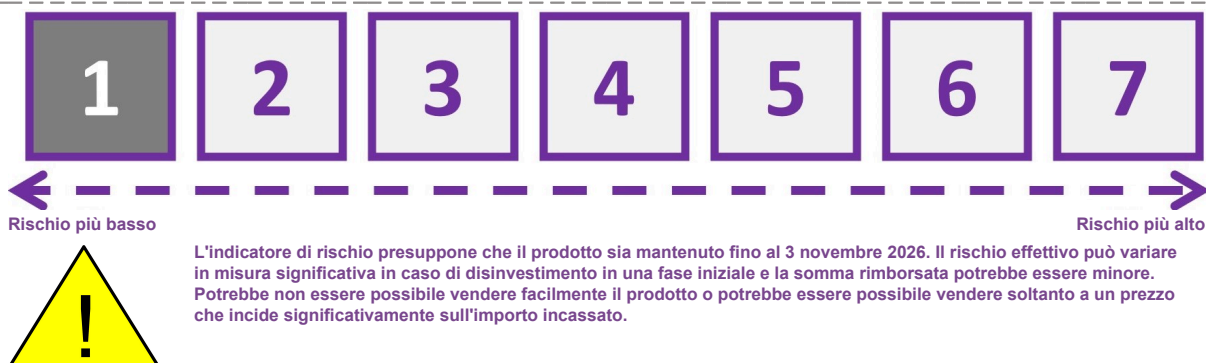 1 2 3 4 5 6 7
Rischio più basso Rischio più alto
L'indicatore di rischio presuppone che il prodotto sia mantenuto fino al 3 novembre 2026. Il rischio effettivo può variare
in misura significativa in caso di disinvestimento in una fase iniziale e la somma rimborsata potrebbe essere minore.
Potrebbe non essere possibile vendere facilmente il prodotto o potrebbe essere possibile vendere soltanto a un prezzo
che incide significativamente sull'importo incassato.
!